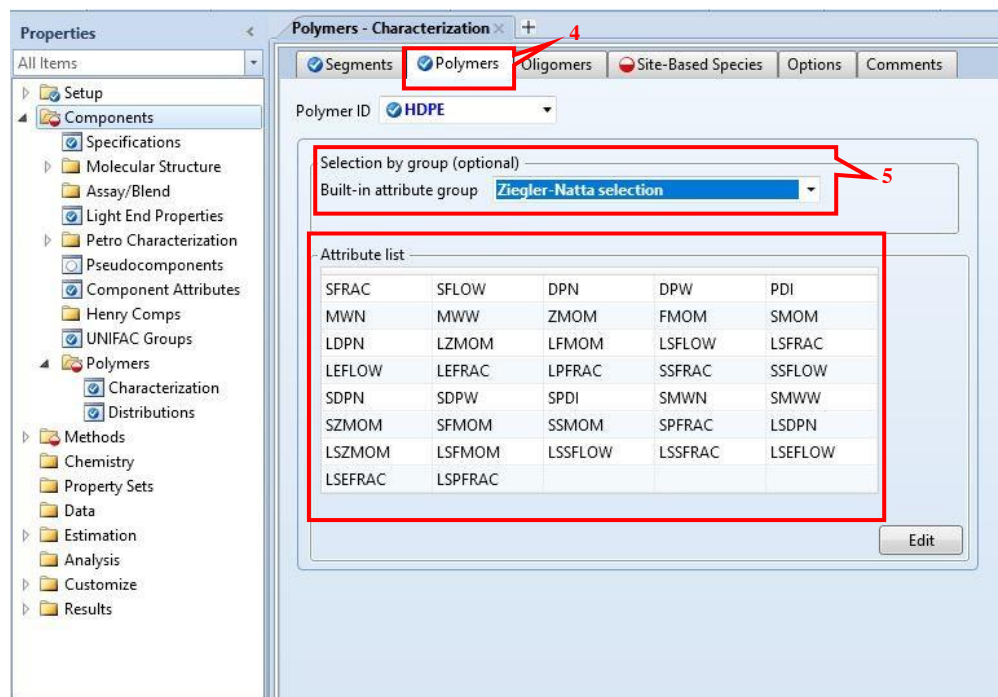 Properties
All Items
Setup
Components
Specifications
Molecular Structure
Assay/Blend
Light End Properties
Petro Characterization
Pseudocomponents
Component Attributes
Henry Comps
UNIFAC Groups
Polymers
Characterization
Distributions
Methods
Chemistry
Property Sets
Data
Estimation
Analysis
Customize
Results
Polymers - Characterization × +
4
Segments Polymers Oligomers Site-Based Species Options Comments
Polymer ID HDPE
Selection by group (optional)
Built-in attribute group Ziegler-Natta selection
5
Attribute list
SFRAC SFLOW DPN DPW PDI
MWN MWW ZMOM FMOM SMOM
LDPN LZMOM LFMOM LSFLOW LSFRAC
LEFLOW LEFRAC LPFRAC SSFRAC SSFLOW
SDPN SDPW SPDI SMWN SMWW
SZMOM SFMOM SSMOM SPFRAC LSDPN
LSZMOM LSFMOM LSSFLOW LSSFRAC LSEFLOW
LSEFRAC LSPFRAC
Edit